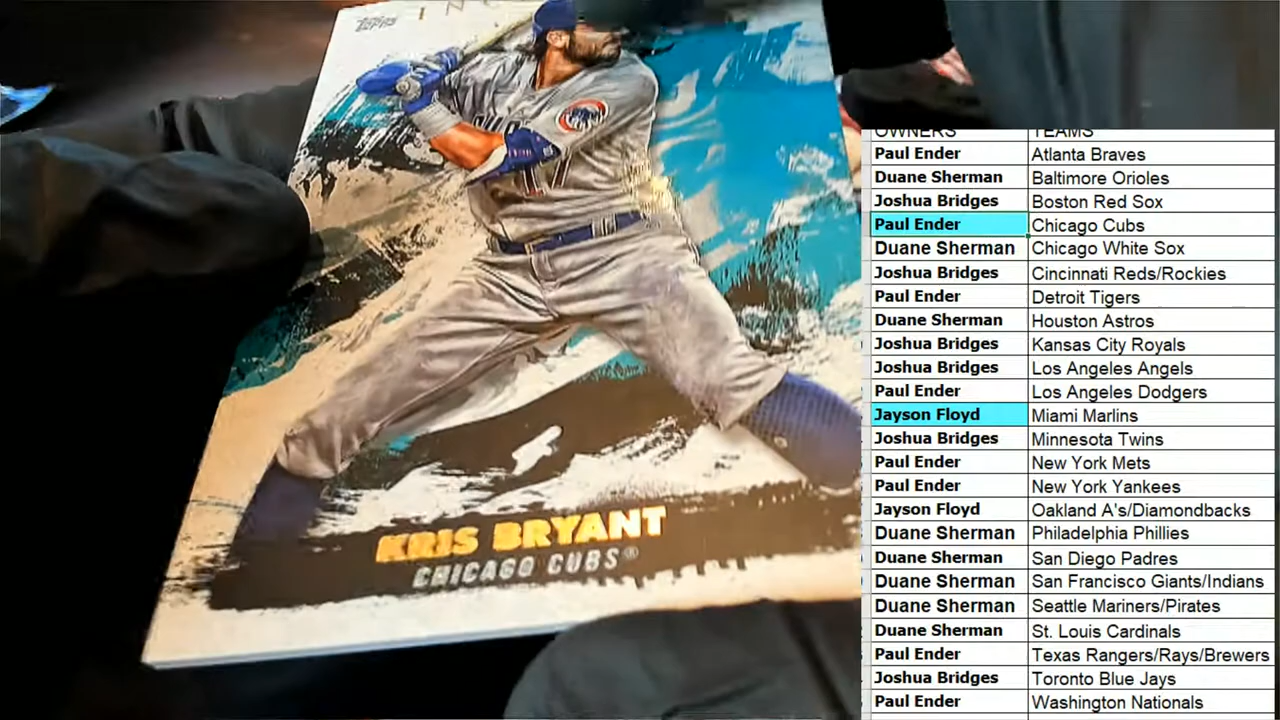 Topps
17
KRIS BRYANT
CHICAGO CUBS®
OWNERS TEAMS
Paul Ender Atlanta Braves
Duane Sherman Baltimore Orioles
Joshua Bridges Boston Red Sox
Paul Ender Chicago Cubs
Duane Sherman Chicago White Sox
Joshua Bridges Cincinnati Reds/Rockies
Paul Ender Detroit Tigers
Duane Sherman Houston Astros
Joshua Bridges Kansas City Royals
Joshua Bridges Los Angeles Angels
Paul Ender Los Angeles Dodgers
Jayson Floyd Miami Marlins
Joshua Bridges Minnesota Twins
Paul Ender New York Mets
Paul Ender New York Yankees
Jayson Floyd Oakland A's/Diamondbacks
Duane Sherman Philadelphia Phillies
Duane Sherman San Diego Padres
Duane Sherman San Francisco Giants/Indians
Duane Sherman Seattle Mariners/Pirates
Duane Sherman St. Louis Cardinals
Paul Ender Texas Rangers/Rays/Brewers
Joshua Bridges Toronto Blue Jays
Paul Ender Washington Nationals